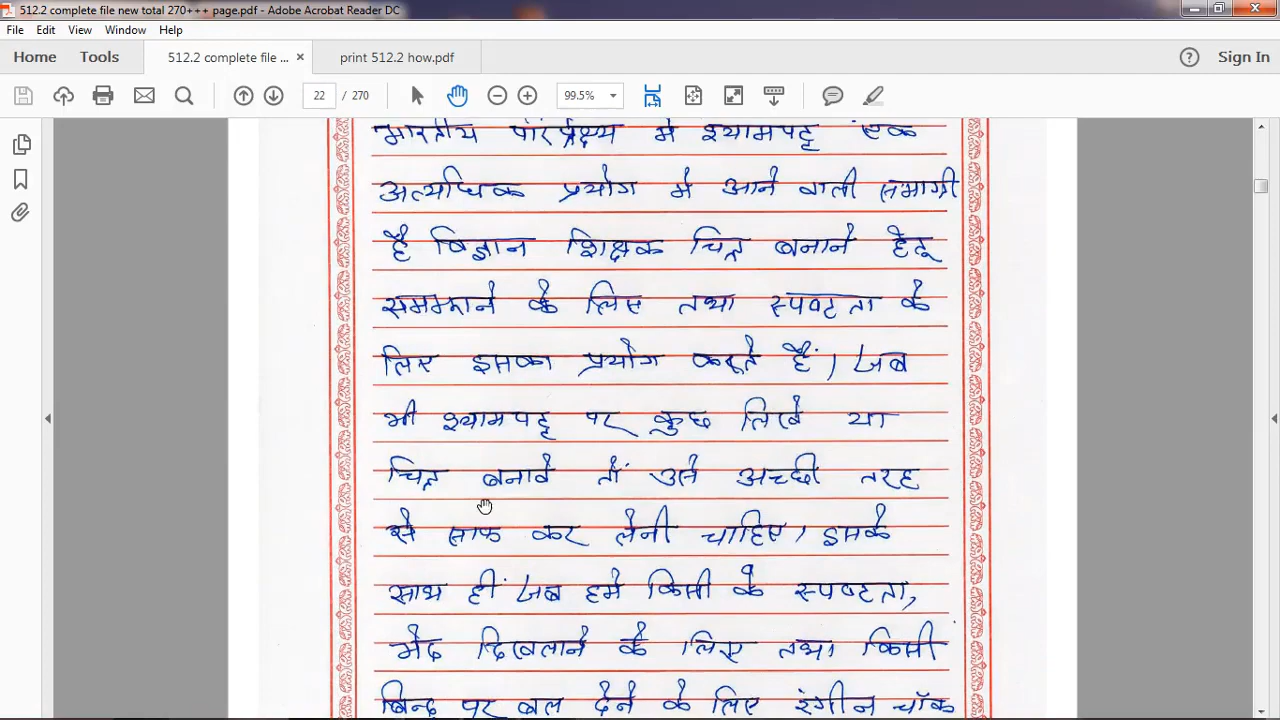 512.2 complete file new total 270+++ page.pdf - Adobe Acrobat Reader DC
File Edit View Window Help
Home Tools 512.2 complete file ... × print 512.2 how.pdf Sign In
22 / 270 99.5%
भारतीय परिप्रेक्ष्य मे श्यामपट्ट एक
अत्यधिक प्रयोग मे आने वाली समाग्री
है विज्ञान शिक्षक चित्र बनाने हेतू
समझाने के लिए तथा स्पष्टता के
लिए इसका प्रयोग करते हैं, जब
भी श्यामपट्ट पर कुछ लिखे या
चित्र बनावे तों उसे अच्छी तरह
से साफ कर लेनी चाहिए, इसके
साथ हीं जब हमे किसी के स्पष्टता,
भेद दिखलाने के लिए तथा किसी
बिन्दु पर बल देने के लिए रंगीन चॉक